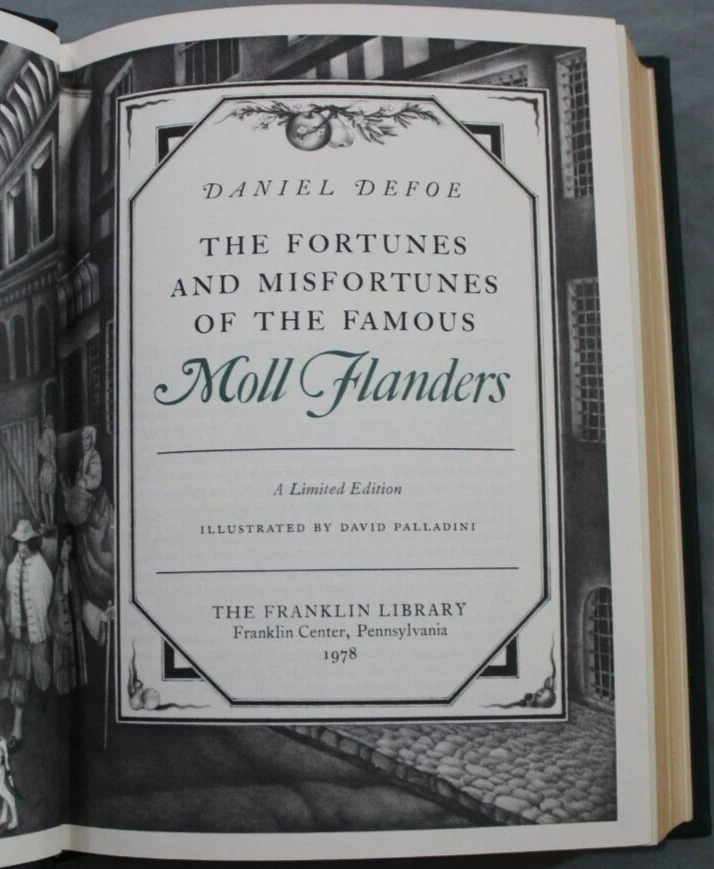 DANIEL DEFOE
THE FORTUNES
AND MISFORTUNES
OF THE FAMOUS
Moll Flanders
A Limited Edition
ILLUSTRATED BY DAVID PALLADINI
THE FRANKLIN LIBRARY
Franklin Center, Pennsylvania
1978